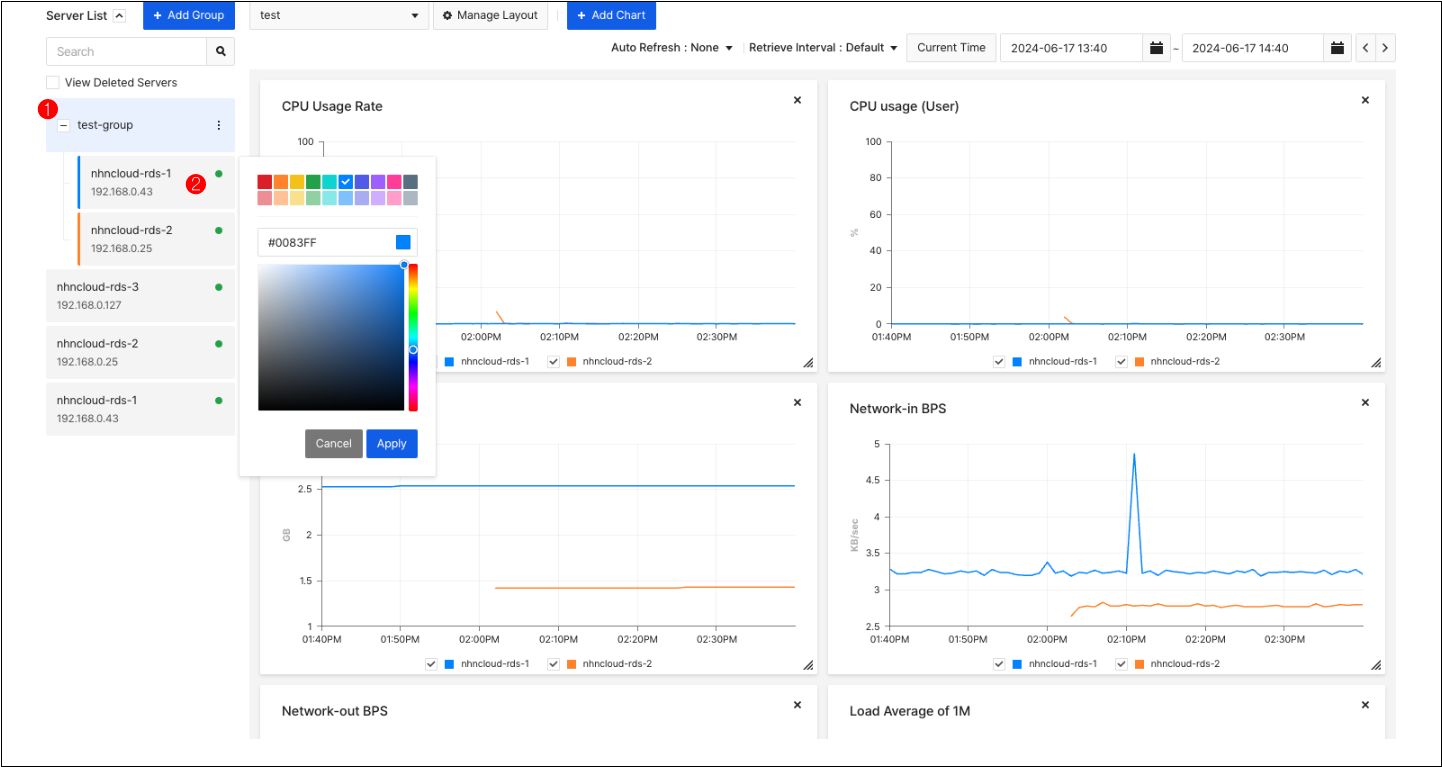 Server List
+ Add Group
test
Manage Layout
+ Add Chart
Search
Auto Refresh : None
Retrieve Interval : Default
Current Time
2024-06-17 13:40
~
2024-06-17 14:40
View Deleted Servers
1
test-group
nhncloud-rds-1
192.168.0.43
2
nhncloud-rds-2
192.168.0.25
nhncloud-rds-3
192.168.0.127
nhncloud-rds-2
192.168.0.25
nhncloud-rds-1
192.168.0.43
#0083FF
Cancel
Apply
CPU Usage Rate
100
02:00PM
02:10PM
02:20PM
02:30PM
nhncloud-rds-1
nhncloud-rds-2
CPU usage (User)
100
80
60
40
20
0
%
01:40PM
01:50PM
02:00PM
02:10PM
02:20PM
02:30PM
nhncloud-rds-1
nhncloud-rds-2
2.5
2
1.5
1
GB
01:40PM
01:50PM
02:00PM
02:10PM
02:20PM
02:30PM
nhncloud-rds-1
nhncloud-rds-2
Network-in BPS
5
4.5
4
3.5
3
2.5
KB/sec
01:40PM
01:50PM
02:00PM
02:10PM
02:20PM
02:30PM
nhncloud-rds-1
nhncloud-rds-2
Network-out BPS
Load Average of 1M